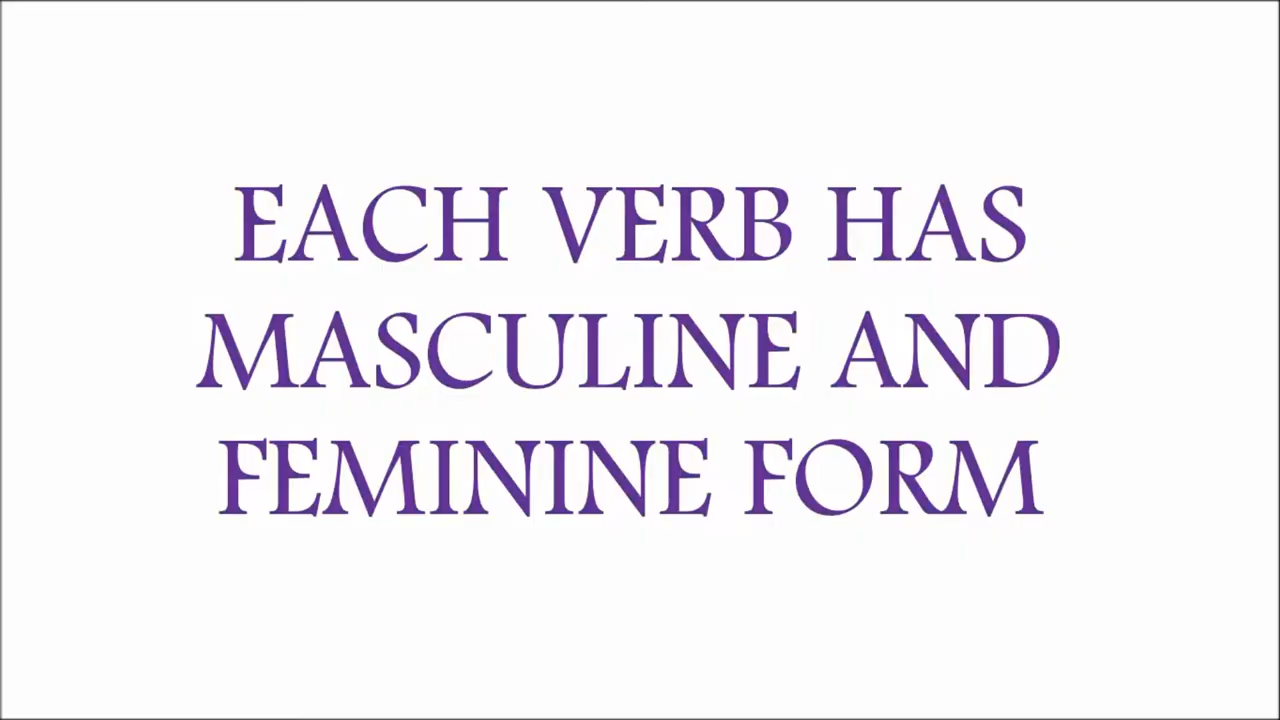 EACH VERB HAS
MASCULINE AND
FEMININE FORM